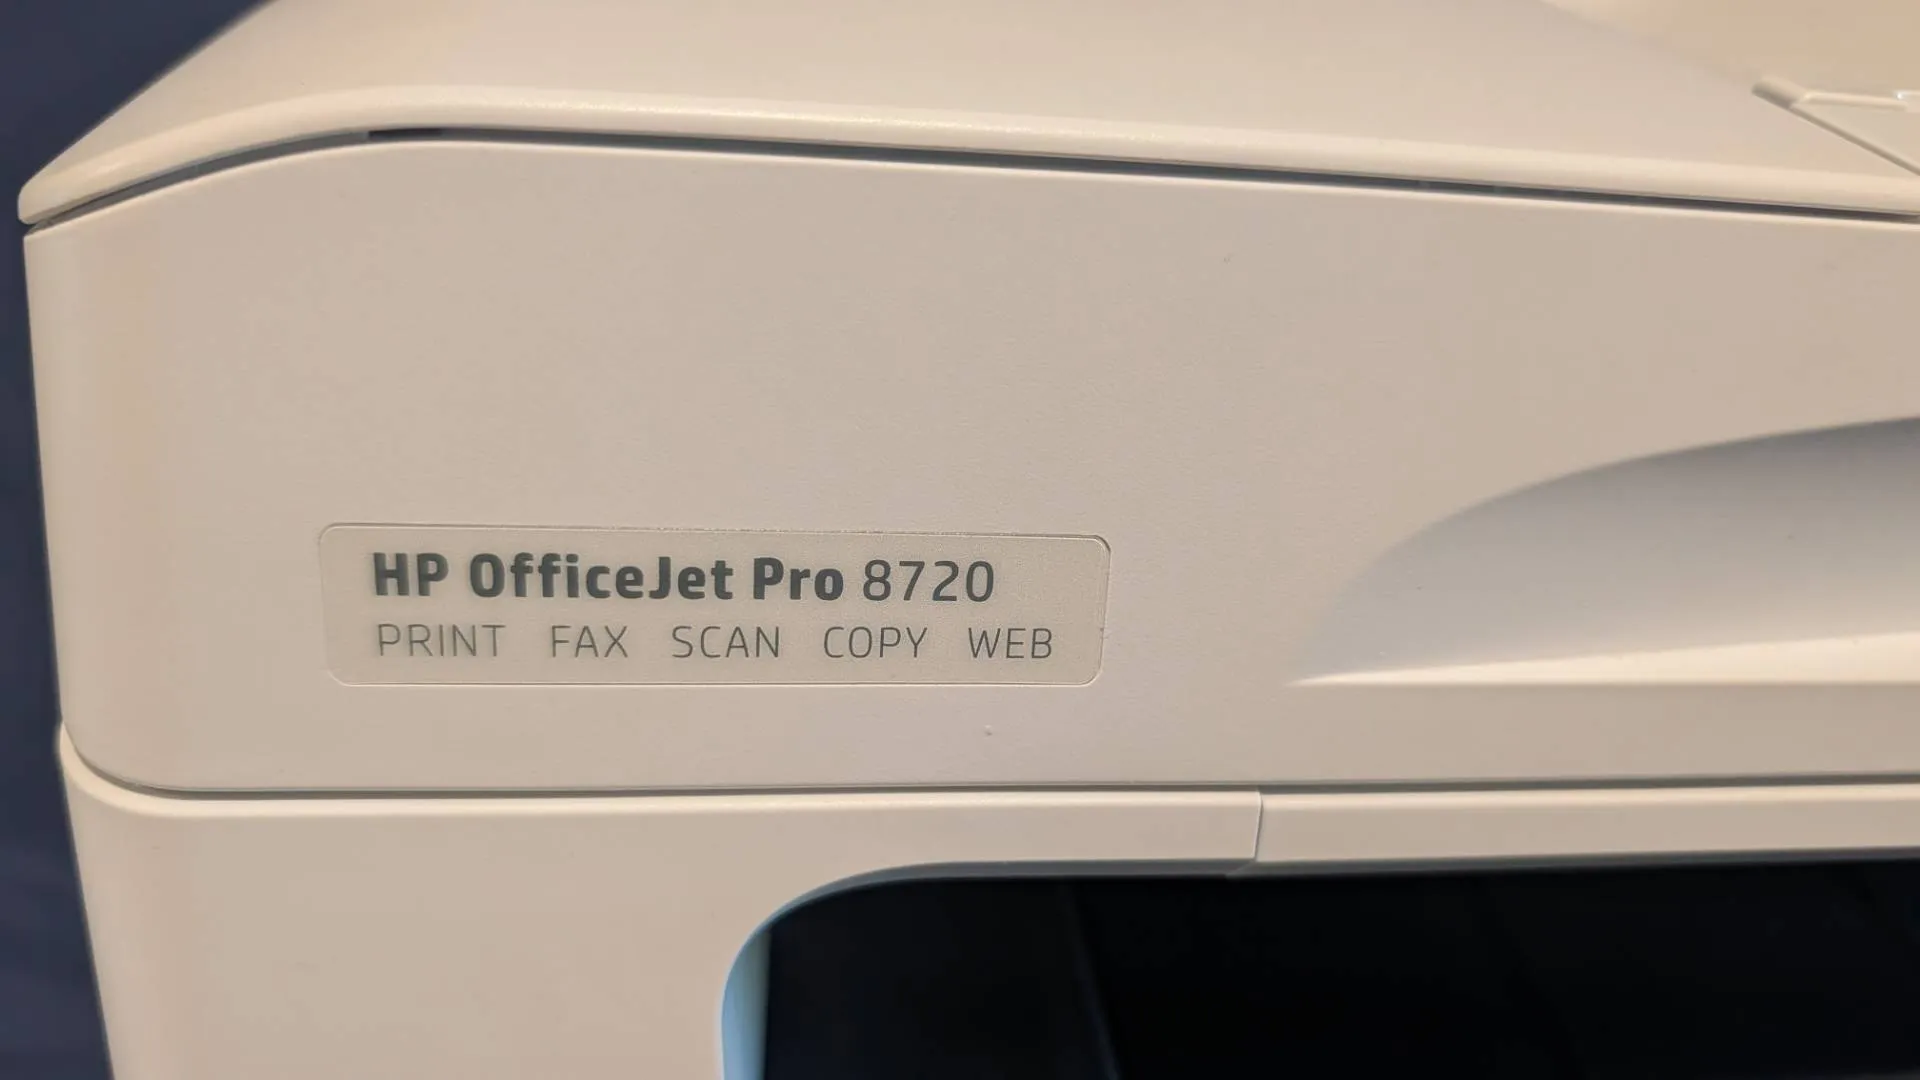 HP OfficeJet Pro 8720
PRINT FAX SCAN COPY WEB